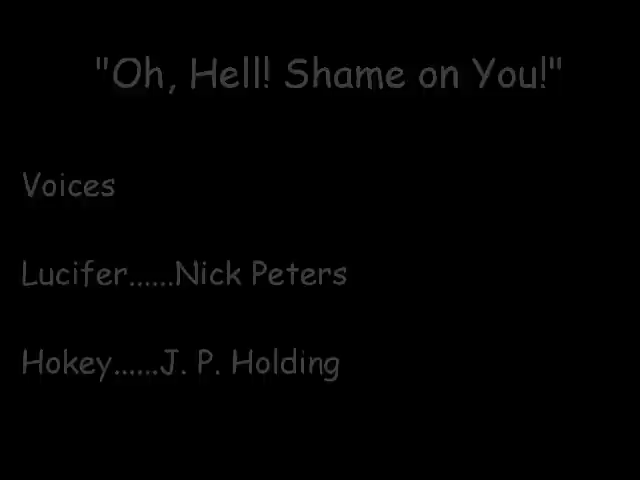 "Oh, Hell! Shame on You!"
Voices
Lucifer......Nick Peters
Hokey......J. P. Holding